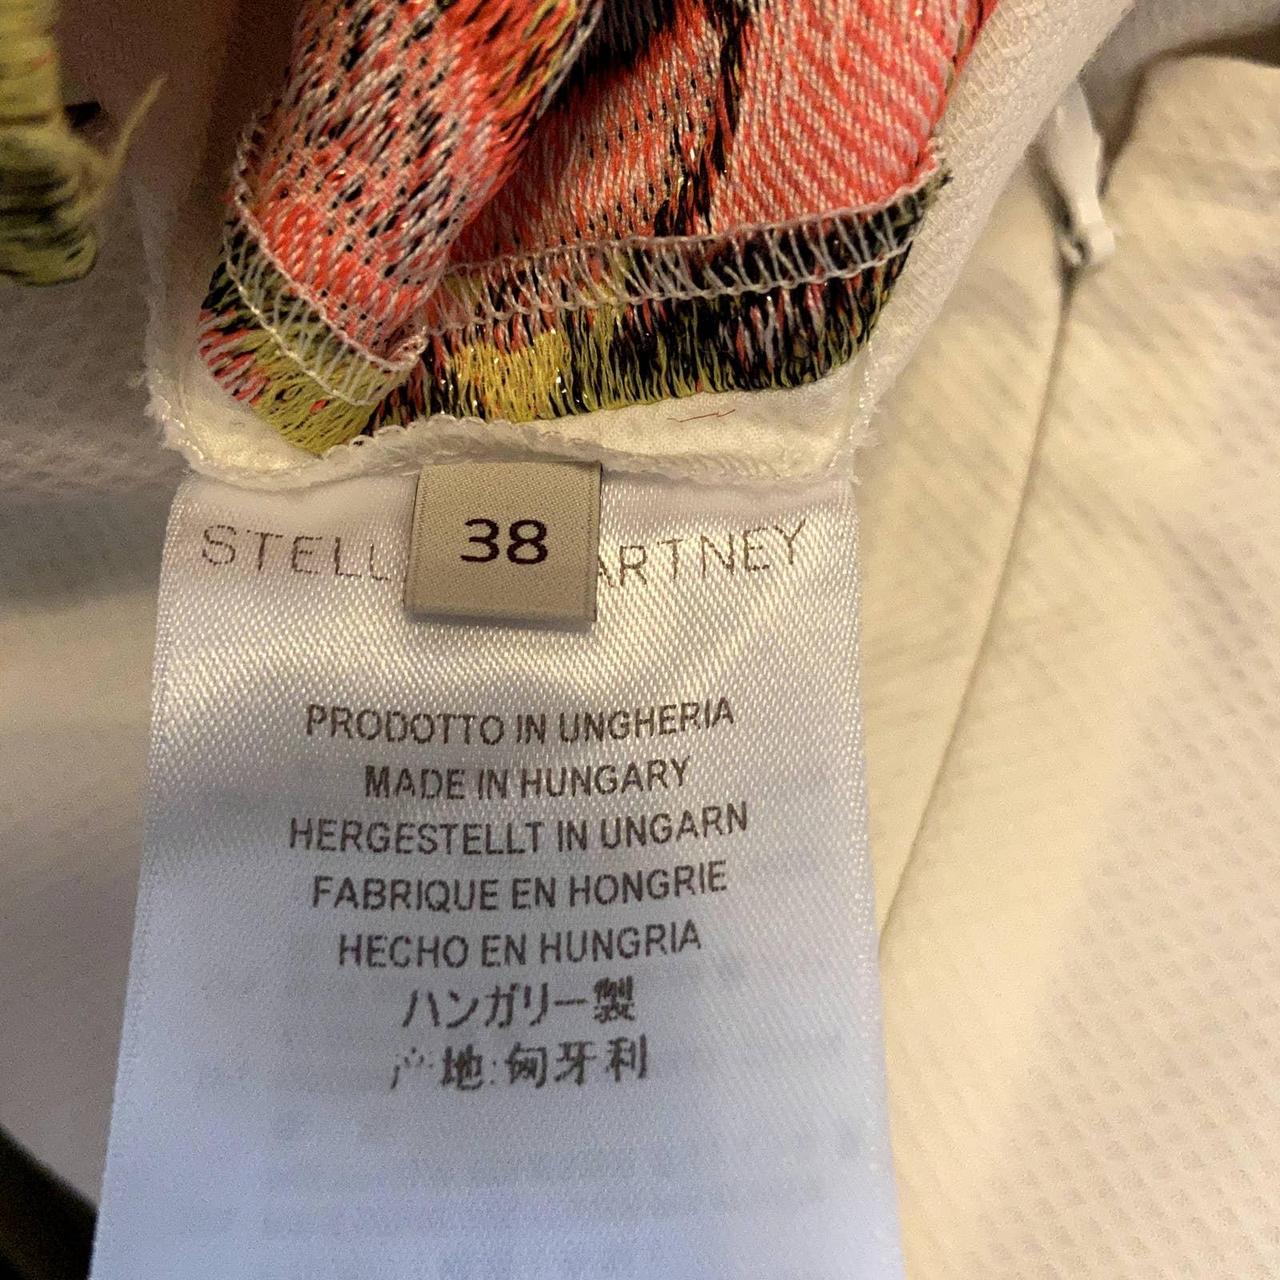 STELL ARTNEY
38
PRODOTTO IN UNGHERIA
MADE IN HUNGARY
HERGESTELLT IN UNGARN
FABRIQUE EN HONGRIE
HECHO EN HUNGRIA
ハンガリー製
产地:匈牙利